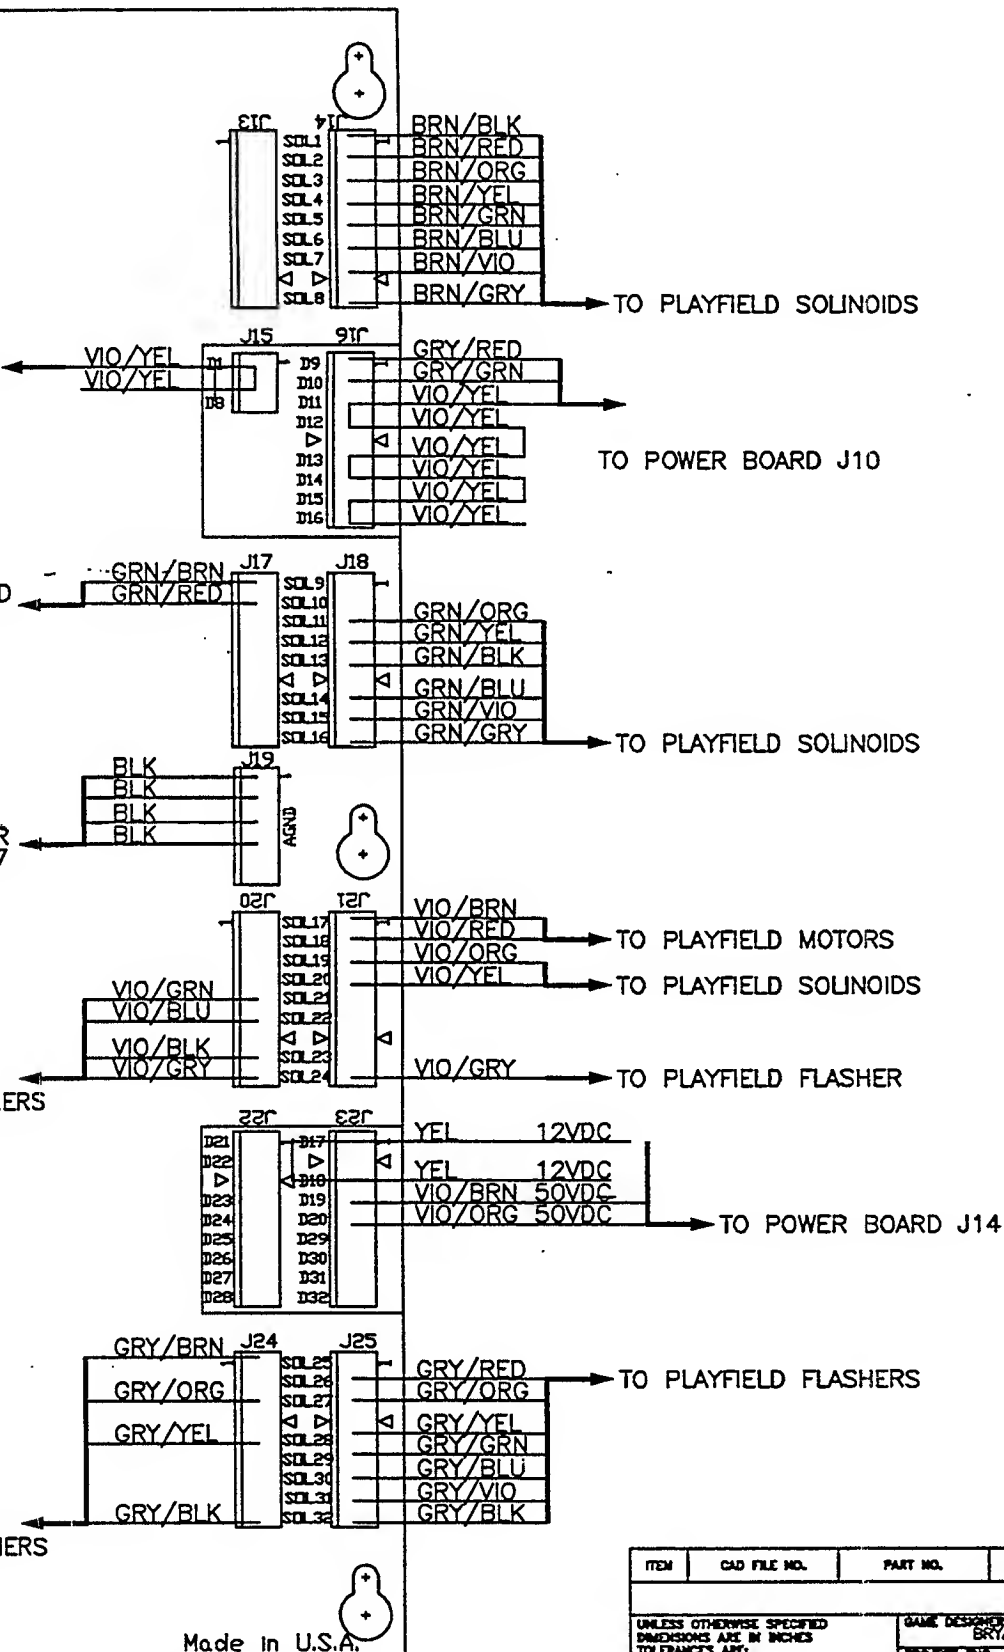 J13 J14
SOL1 BRN/BLK
SOL2 BRN/RED
SOL3 BRN/ORG
SOL4 BRN/YEL
SOL5 BRN/GRN
SOL6 BRN/BLU
SOL7 BRN/VIO
SOL8 BRN/GRY
TO PLAYFIELD SOLINOIDS
J15 J16
VIO/YEL D1 D9 GRY/RED
VIO/YEL D8 D10 GRY/GRN
D11 VIO/YEL
D12 VIO/YEL
VIO/YEL
D13 VIO/YEL
D14
D15 VIO/YEL
D16 VIO/YEL
TO POWER BOARD J10
J17 J18
D
GRN/BRN SOL9
GRN/RED SOL10
SOL11 GRN/ORG
SOL12 GRN/YEL
SOL13 GRN/BLK
SOL14 GRN/BLU
SOL15 GRN/VIO
SOL16 GRN/GRY
TO PLAYFIELD SOLINOIDS
J19
BLK
BLK
BLK
BLK
AGND
R
7
J20 J21
SOL17 VIO/BRN
SOL18 VIO/RED
TO PLAYFIELD MOTORS
SOL19 VIO/ORG
SOL20 VIO/YEL
TO PLAYFIELD SOLINOIDS
VIO/GRN SOL21
VIO/BLU SOL22
VIO/BLK SOL23
VIO/GRY SOL24 VIO/GRY
TO PLAYFIELD FLASHER
ERS
J22 J23
D21 D17 YEL 12VDC
D22
D18 YEL 12VDC
D23 D19 VIO/BRN 50VDC
D24 D20 VIO/ORG 50VDC
TO POWER BOARD J14
D25 D29
D26 D30
D27 D31
D28 D32
J24 J25
GRY/BRN SOL25
SOL26 GRY/RED
TO PLAYFIELD FLASHERS
GRY/ORG SOL27 GRY/ORG
GRY/YEL SOL28 GRY/YEL
SOL29 GRY/GRN
SOL30 GRY/BLU
SOL31 GRY/VIO
GRY/BLK SOL32 GRY/BLK
HERS
Made in U.S.A.
ITEM CAD FILE NO. PART NO.
UNLESS OTHERWISE SPECIFIED
DIMENSIONS ARE IN INCHES
TOLERANCES ARE:
GAME DESIGNER
BRY